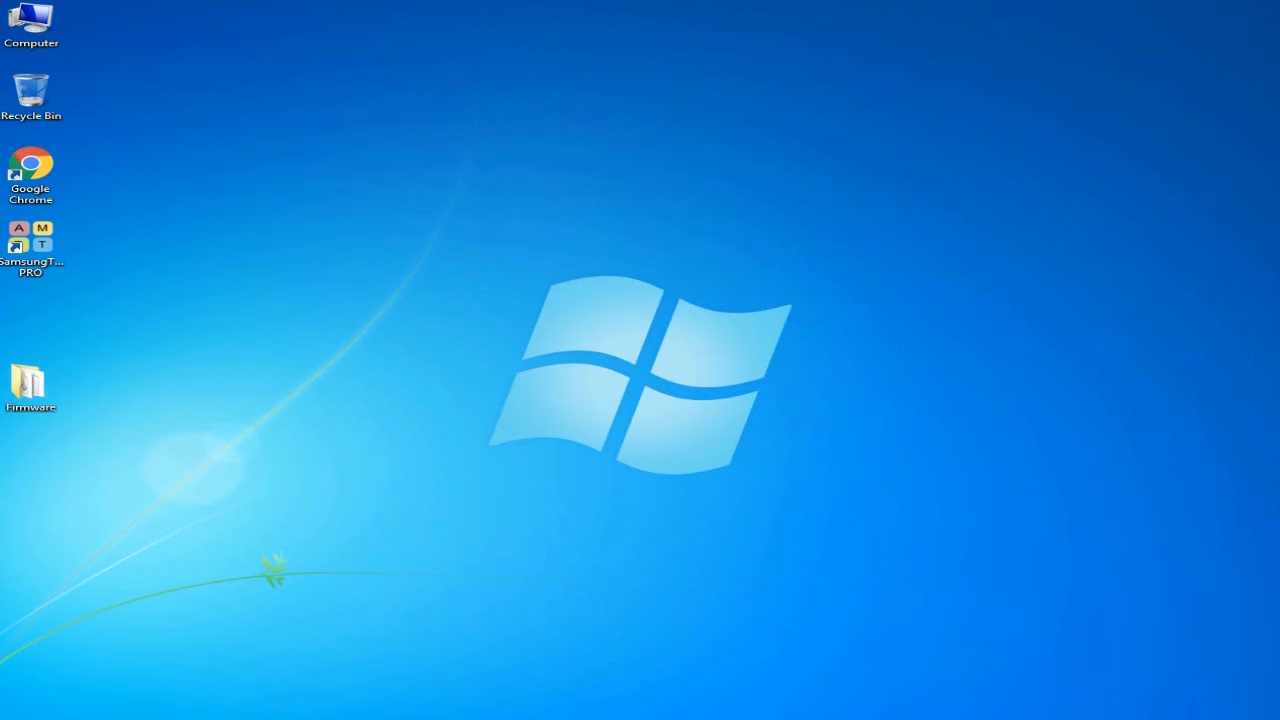 Computer
Recycle Bin
Google
Chrome
A M
T
SamsungT...
PRO
Firmware